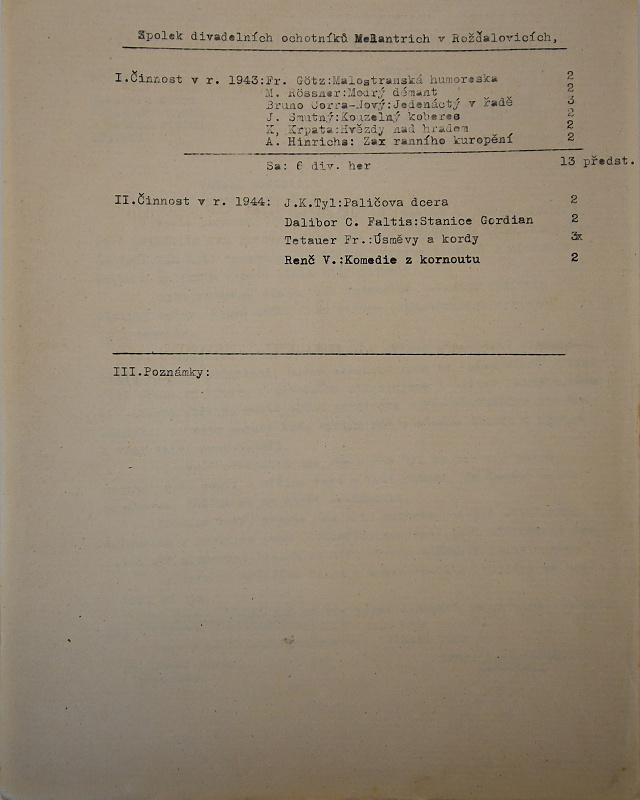 Spolek divadelních ochotníků Melantrich v Rožďalovicích,
I.Činnost v r. 1943:Fr. Götz:Malostranská humoreska 2
M. Rössner:Modrý démant 2
Bruno Corra-Nový:Jedenáctý v řadě 3
J. Smutný:Kouzelný koberec 2
K, Krpata:Hvězdy nad hradem 2
A. Hinrichs: Zax ranního kuropění 2
Sa: 6 div. her 13 předst.
II.Činnost v r. 1944: J.K.Tyl:Paličova dcera 2
Dalibor C. Faltis:Stanice Gordian 2
Tetauer Fr.:Úsměvy a kordy 3x
Renč V.:Komedie z kornoutu 2
III.Poznámky: